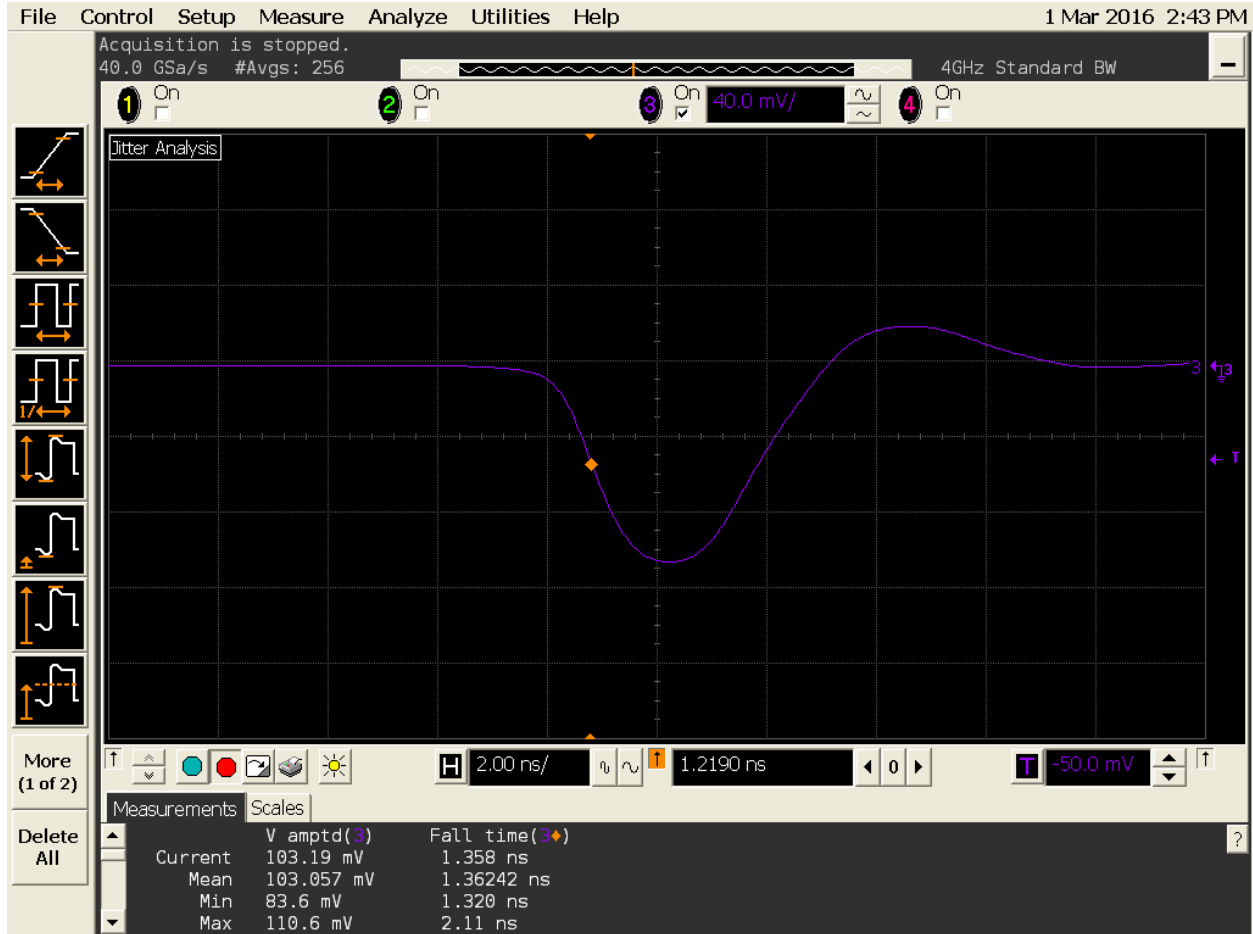 File Control Setup Measure Analyze Utilities Help 1 Mar 2016 2:43 PM
Acquisition is stopped.
40.0 GSa/s #Avgs: 256 4GHz Standard BW
1 On 2 On 3 On 40.0 mV/ 4 On
Jitter Analysis
3 3
T
1/
More
(1 of 2)
Delete
All
H 2.00 ns/ 1.2190 ns 0 T -50.0 mV
Measurements Scales
V amptd(3) Fall time(3)
?
Current 103.19 mV 1.358 ns
Mean 103.057 mV 1.36242 ns
Min 83.6 mV 1.320 ns
Max 110.6 mV 2.11 ns